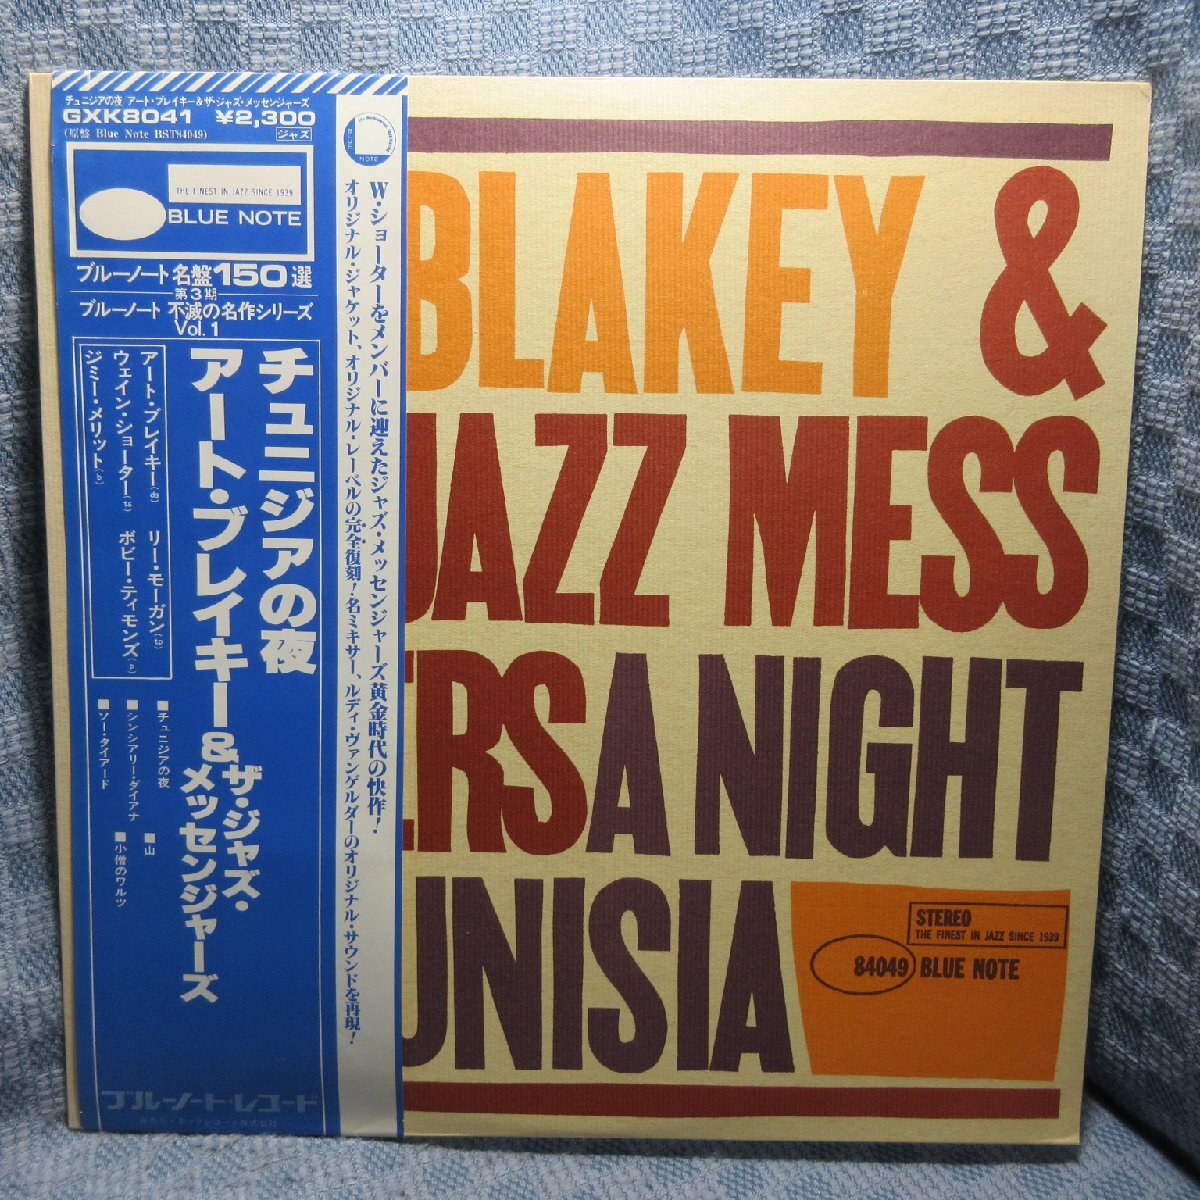 チュニジアの夜 アート・ブレイキー&ザ・ジャズ・メッセンジャーズ
GXK8041 ¥2,300
(原盤 Blue Note BST84049) ジャズ
THE FINEST IN JAZZ SINCE 1939
BLUE NOTE
ブルーノート名盤150選
第3期
ブルーノート 不滅の名作シリーズ
Vol.1
チュニジアの夜
アート・ブレイキー&ザ・ジャズ・メッセンジャーズ
アート・ブレイキー(ds) リー・モーガン(tp)
ウェイン・ショーター(ts) ボビー・ティモンズ(p)
ジミー・メリット(b)
■チュニジアの夜 ■山
■シンシアリー・ダイアナ ■小僧のワルツ
■ソー・タイアード
ブルーノート・レコード
NOTE
W・ショーターをメンバーに迎えたジャズ・メッセンジャーズ黄金時代の快作!
オリジナル・ジャケット、オリジナル・レーベルの完全復刻!名ミキサー、ルディ・ヴァンゲルダーのオリジナル・サウンドを再現!
BLAKEY &
JAZZ MESS
ERS A NIGHT
UNISIA
STEREO
THE FINEST IN JAZZ SINCE 1939
84049 BLUE NOTE